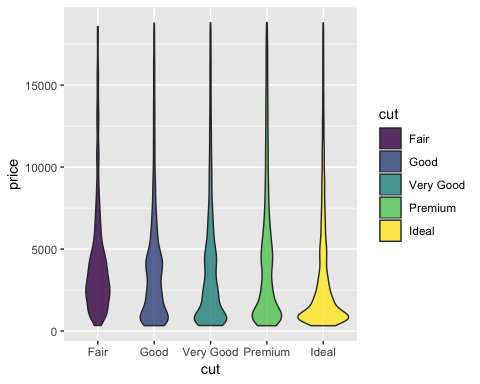 15000
10000
5000
0
price
Fair Good Very Good Premium Ideal
cut
cut
Fair
Good
Very Good
Premium
Ideal